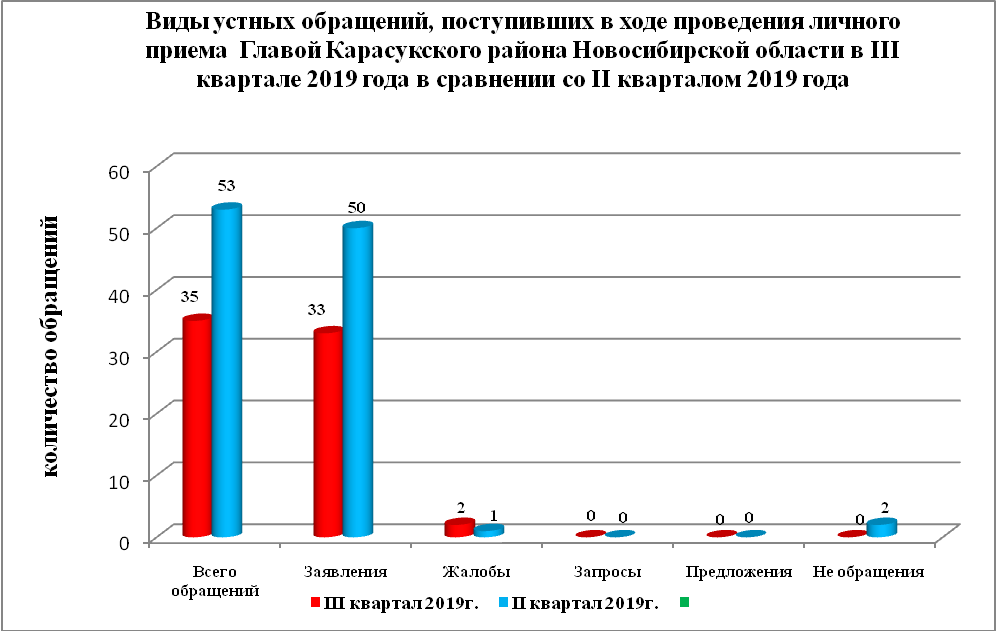 Виды устных обращений, поступивших в ходе проведения личного
приема Главой Карасукского района Новосибирской области в III
квартале 2019 года в сравнении со II кварталом 2019 года
количество обращений
60
50
40
30
20
10
0
35
53
33
50
2
1
0
0
0
0
0
2
Всего
обращений
Заявления
Жалобы
Запросы
Предложения
Не обращения
III квартал 2019г.
II квартал 2019г.